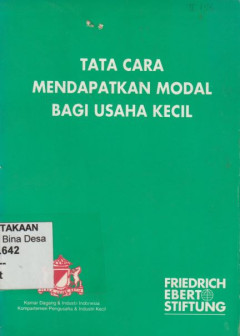 TATA CARA
MENDAPATKAN MODAL
BAGI USAHA KECIL
TAKAAN
Bina Desa
.642
--
t
Kamar Dagang & Industri Indonesia
Kompartemen Pengusaha & Industri Kecil
FRIEDRICH
EBERT
STIFTUNG